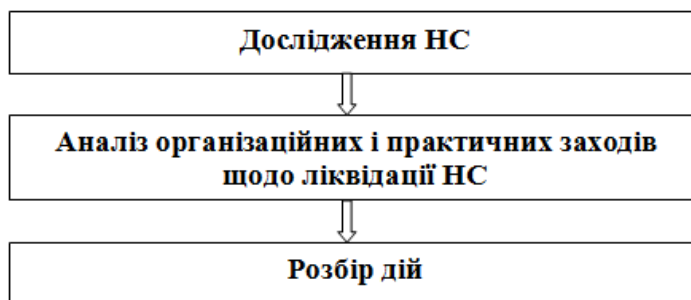 Дослідження НС
Аналіз організаційних і практичних заходів
щодо ліквідації НС
Розбір дій